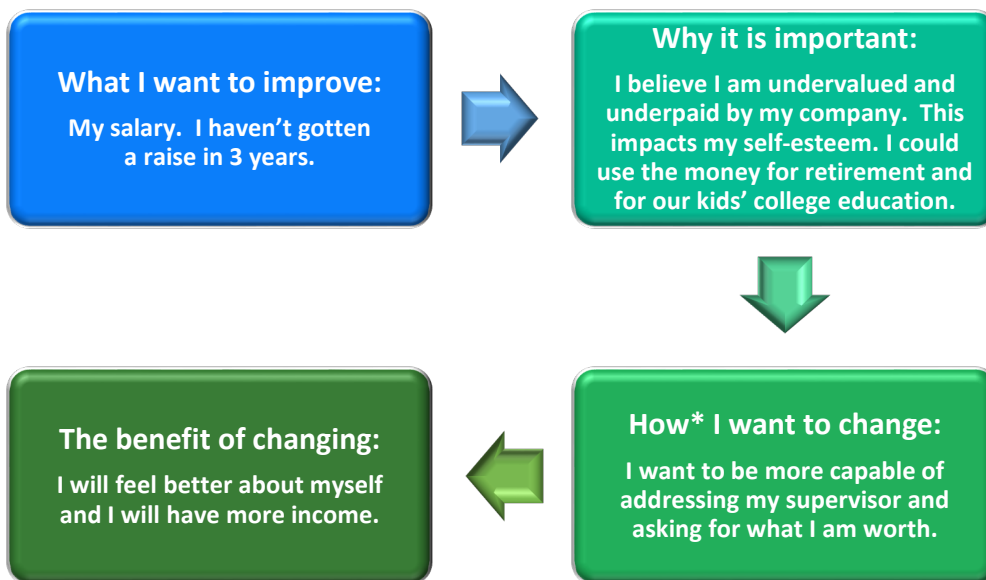 What I want to improve:
My salary.  I haven’t gotten
a raise in 3 years.
Why it is important:
I believe I am undervalued and
underpaid by my company.  This
impacts my self-esteem. I could
use the money for retirement and
for our kids’ college education.
How* I want to change:
I want to be more capable of
addressing my supervisor and
asking for what I am worth.
The benefit of changing:
I will feel better about myself
and I will have more income.